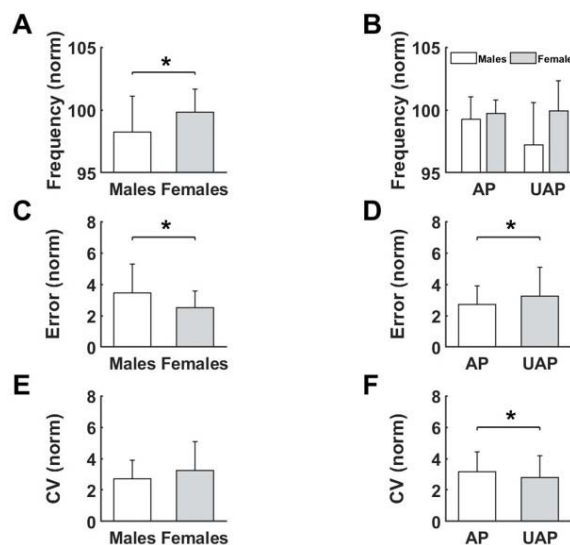 A
Frequency (norm)
105
100
95
*
Males Females
B
Frequency (norm)
105
100
95
Males Female
AP UAP
C
Error (norm)
8
6
4
2
0
*
Males Females
D
Error (norm)
8
6
4
2
0
*
AP UAP
E
CV (norm)
8
6
4
2
0
Males Females
F
CV (norm)
8
6
4
2
0
*
AP UAP